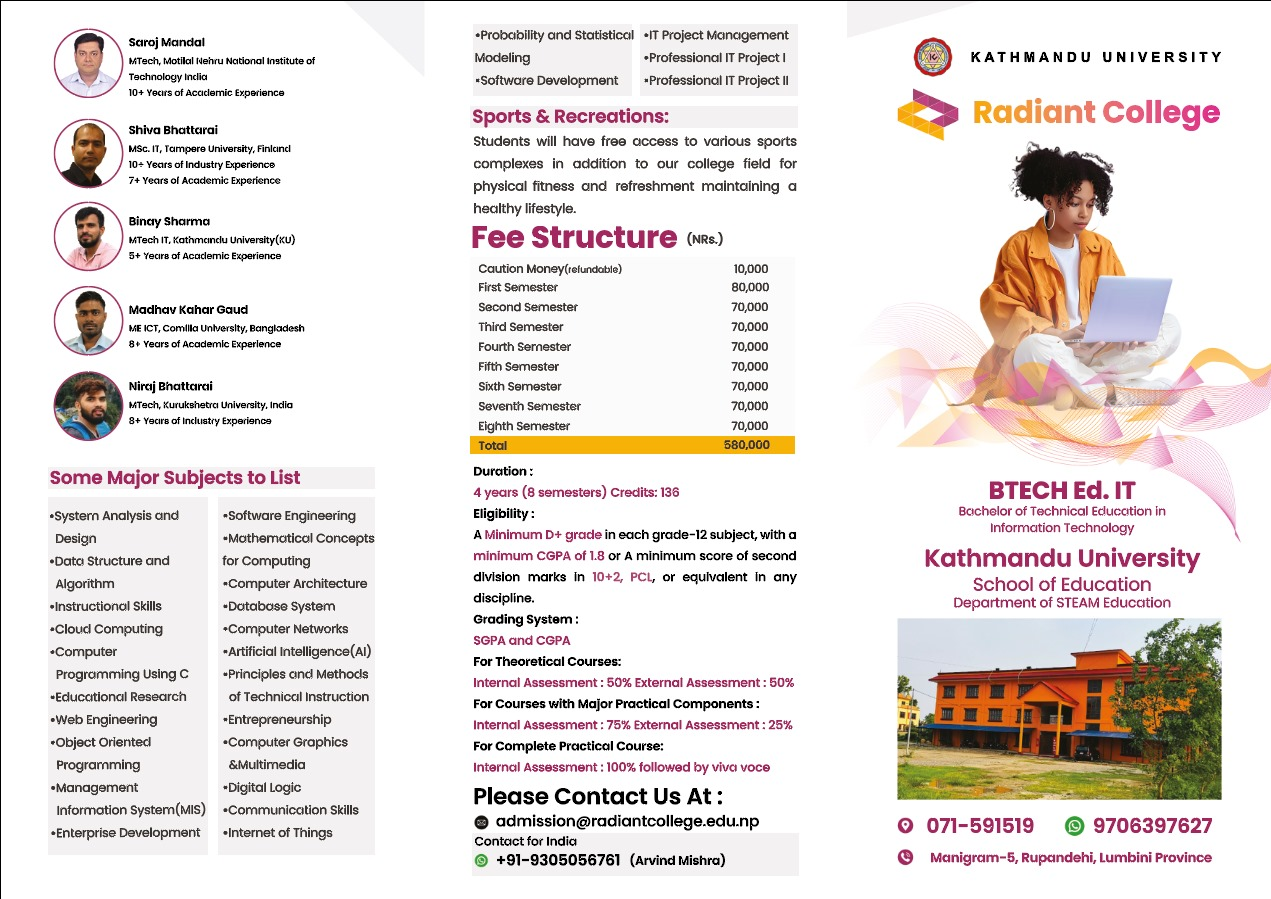 Saroj Mandal
MTech, Motilal Nehru National Institute of
Technology India
10+ Years of Academic Experience
Shiva Bhattarai
MSc. IT, Tampere University, Finland
10+ Years of Industry Experience
7+ Years of Academic Experience
Binay Sharma
MTech IT, Kathmandu University(KU)
5+ Years of Academic Experience
Madhav Kahar Gaud
ME ICT, Comilla University, Bangladesh
8+ Years of Academic Experience
Niraj Bhattarai
MTech, Kurukshetra University, India
8+ Years of Industry Experience
Some Major Subjects to List
•System Analysis and
Design
•Data Structure and
Algorithm
•Instructional Skills
•Cloud Computing
•Computer
Programming Using C
•Educational Research
•Web Engineering
•Object Oriented
Programming
•Management
Information System(MIS)
•Enterprise Development
•Software Engineering
•Mathematical Concepts
for Computing
•Computer Architecture
•Database System
•Computer Networks
•Artificial Intelligence(AI)
•Principles and Methods
of Technical Instruction
•Entrepreneurship
•Computer Graphics
&Multimedia
•Digital Logic
•Communication Skills
•Internet of Things
•Probability and Statistical
Modeling
•Software Development
•IT Project Management
•Professional IT Project I
•Professional IT Project II
Sports & Recreations:
Students will have free access to various sports
complexes in addition to our college field for
physical fitness and refreshment maintaining a
healthy lifestyle.
Fee Structure (NRs.)
Caution Money(refundable) 10,000
First Semester 80,000
Second Semester 70,000
Third Semester 70,000
Fourth Semester 70,000
Fifth Semester 70,000
Sixth Semester 70,000
Seventh Semester 70,000
Eighth Semester 70,000
Total 580,000
Duration :
4 years (8 semesters) Credits: 136
Eligibility :
A Minimum D+ grade in each grade-12 subject, with a
minimum CGPA of 1.8 or A minimum score of second
division marks in 10+2, PCL, or equivalent in any
discipline.
Grading System :
SGPA and CGPA
For Theoretical Courses:
Internal Assessment : 50% External Assessment : 50%
For Courses with Major Practical Components :
Internal Assessment : 75% External Assessment : 25%
For Complete Practical Course:
Internal Assessment : 100% followed by viva voce
Please Contact Us At :
admission@radiantcollege.edu.np
Contact for India
+91-9305056761 (Arvind Mishra)
KATHMANDU UNIVERSITY
Radiant College
BTECH Ed. IT
Bachelor of Technical Education in
Information Technology
Kathmandu University
School of Education
Department of STEAM Education
071-591519 9706397627
Manigram-5, Rupandehi, Lumbini Province